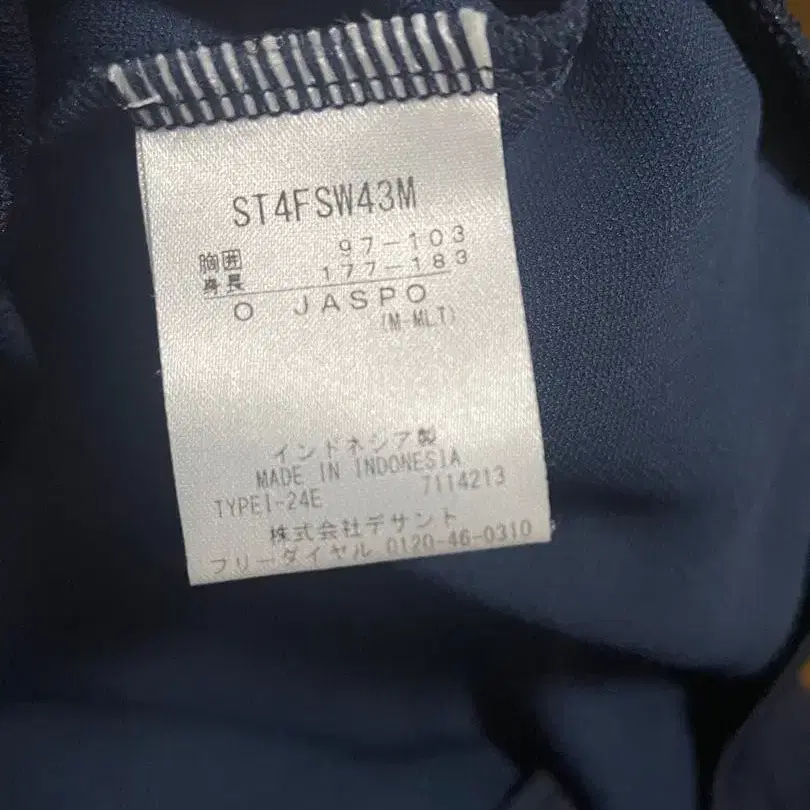 ST4FSW43M
胸囲 97-103
身長 177-183
O JASPO
(M-MLT)
インドネシア製
MADE IN INDONESIA
TYPEI-24E 7114213
株式会社デサント
フリーダイヤル 0120-46-0310